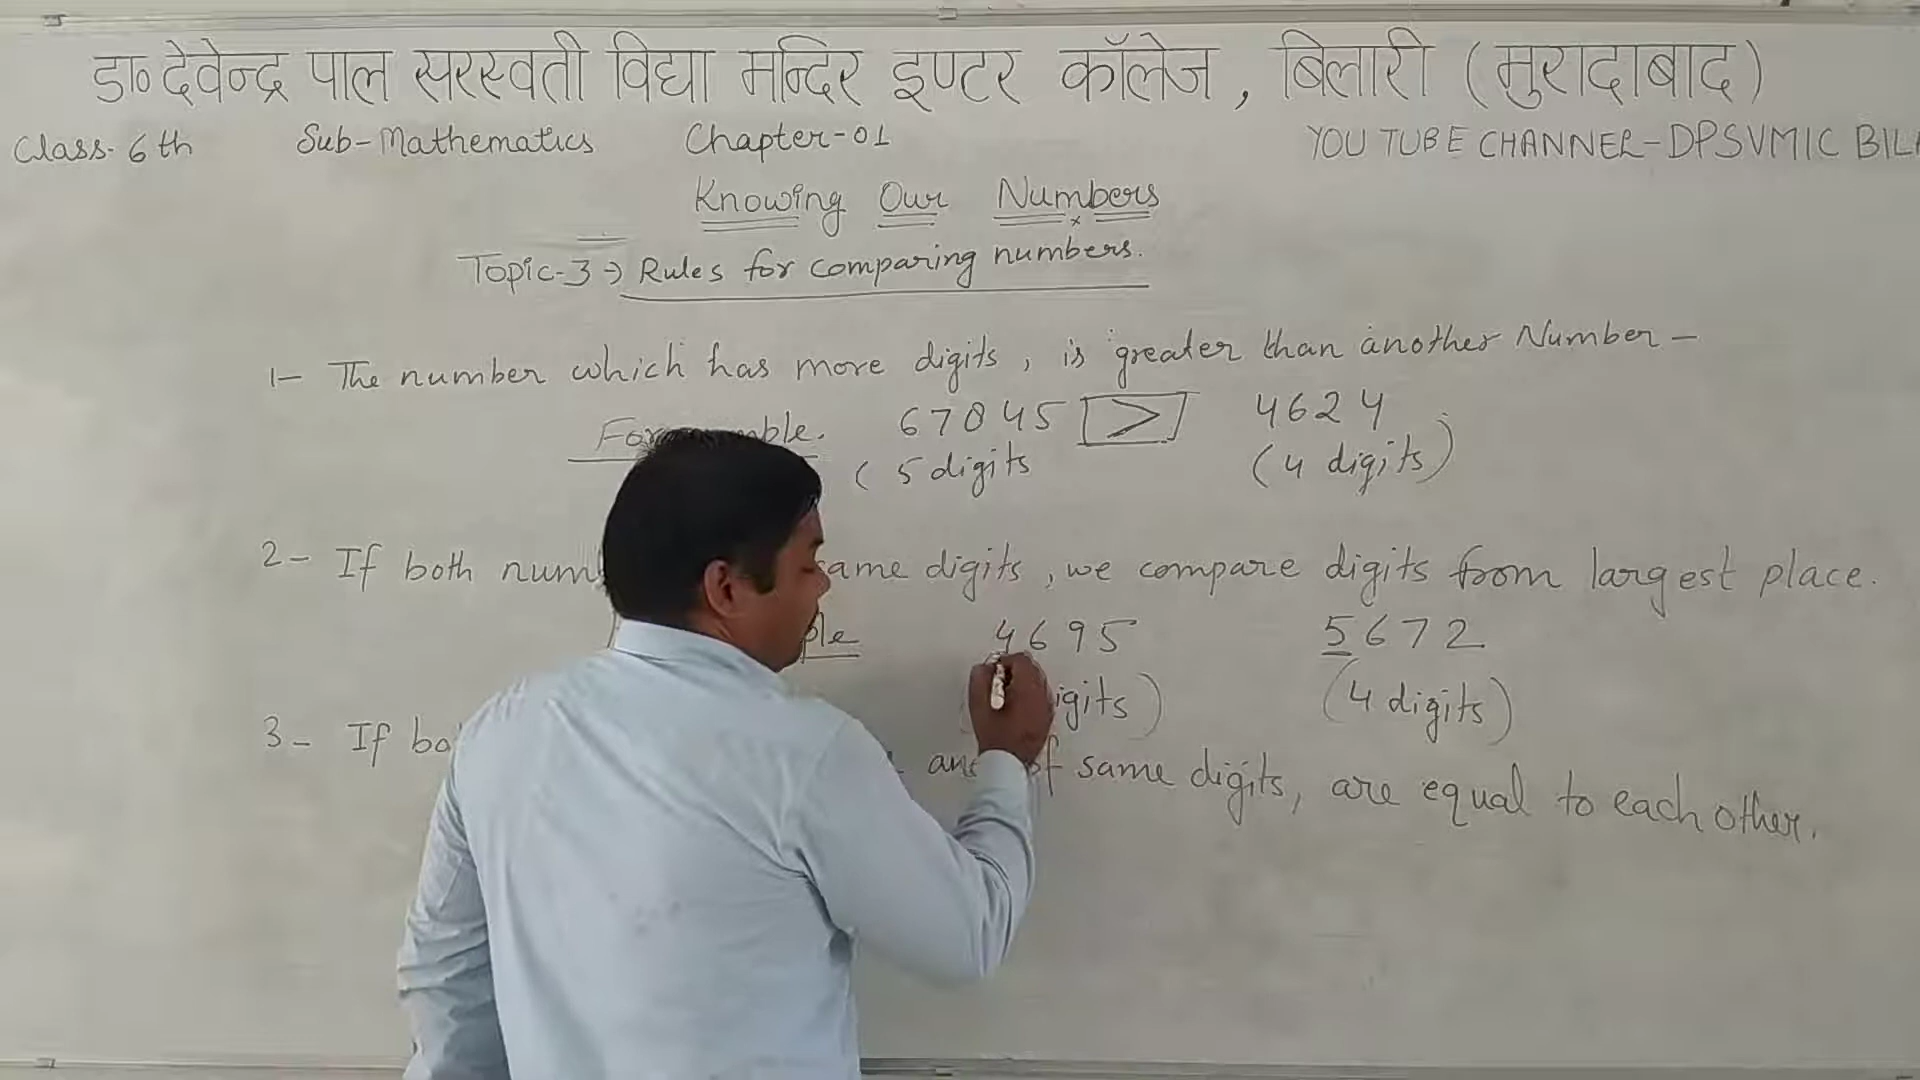 डा० देवेन्द्र पाल सरस्वती विद्या मन्दिर इण्टर कॉलेज, बिलारी (मुरादाबाद)
Class-6th Sub-Mathematics Chapter-01 YOU TUBE CHANNEL-DPSVMIC
Knowing Our Numbers
Topic-3 → Rules for comparing numbers.
1- The number which has more digits, is greater than another Number-
67845 > 4624
(5 digits (4 digits)
2- If both same digits, we compare digits from largest place.
4695 5672
(4 digits)
3- If of same digits, are equal to each other.